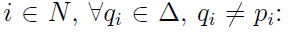 i ∈ N, ∀q_i ∈ Δ, q_i ≠ p_i: